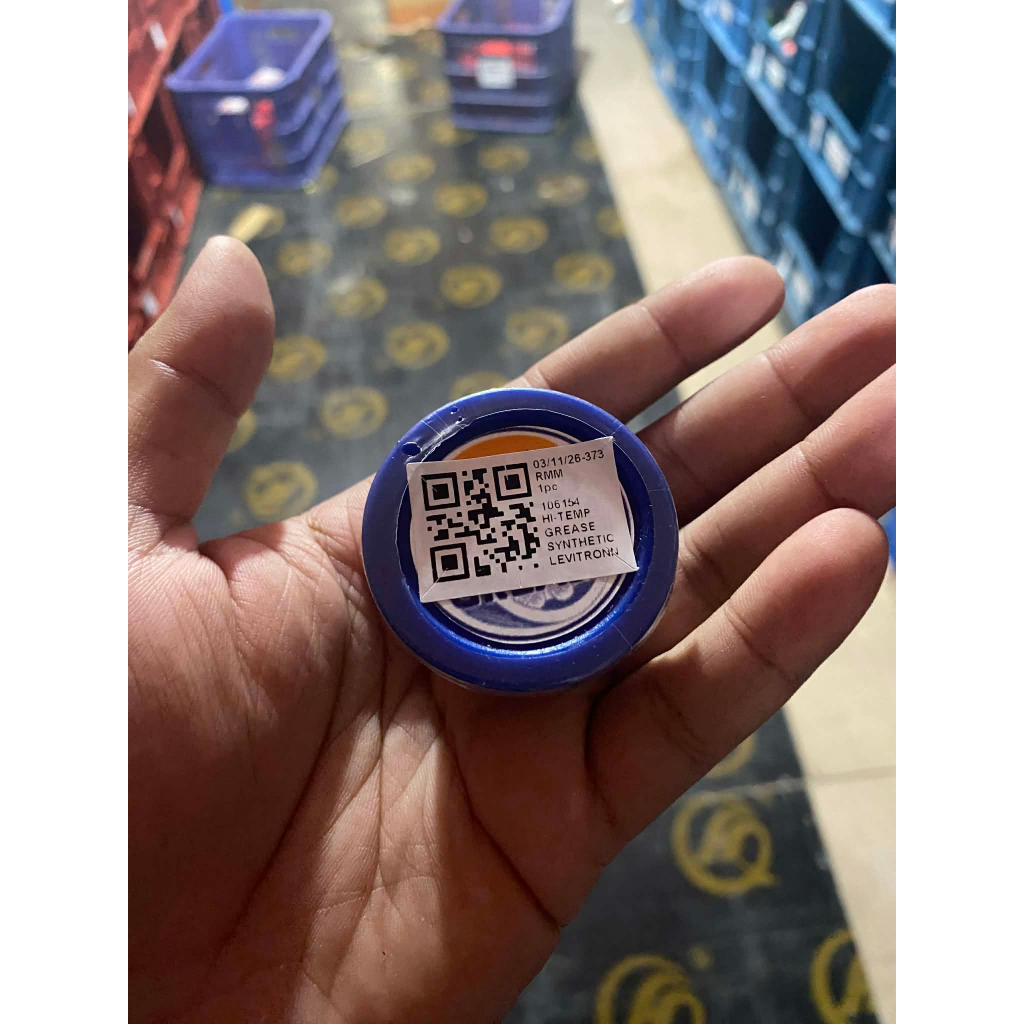 03/11/26-373
RMM
1pc
106154
HI-TEMP
GREASE
SYNTHETIC
LEVITRONN